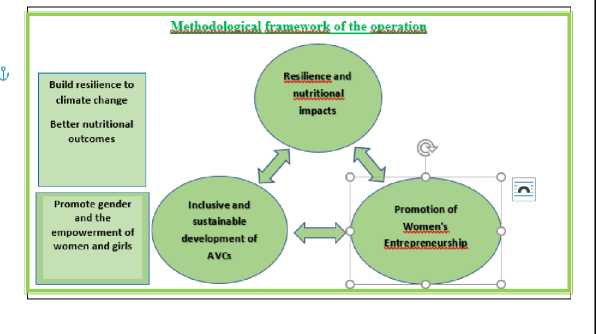 Methodological framework of the operation
Resilience and
nutritional
impacts
Build resilience to
climate change
Better nutritional
outcomes
Promote gender
and the
empowerment of
women and girls
Inclusive and
sustainable
development of
AVCs
Promotion of
Women's
Entrepreneurship